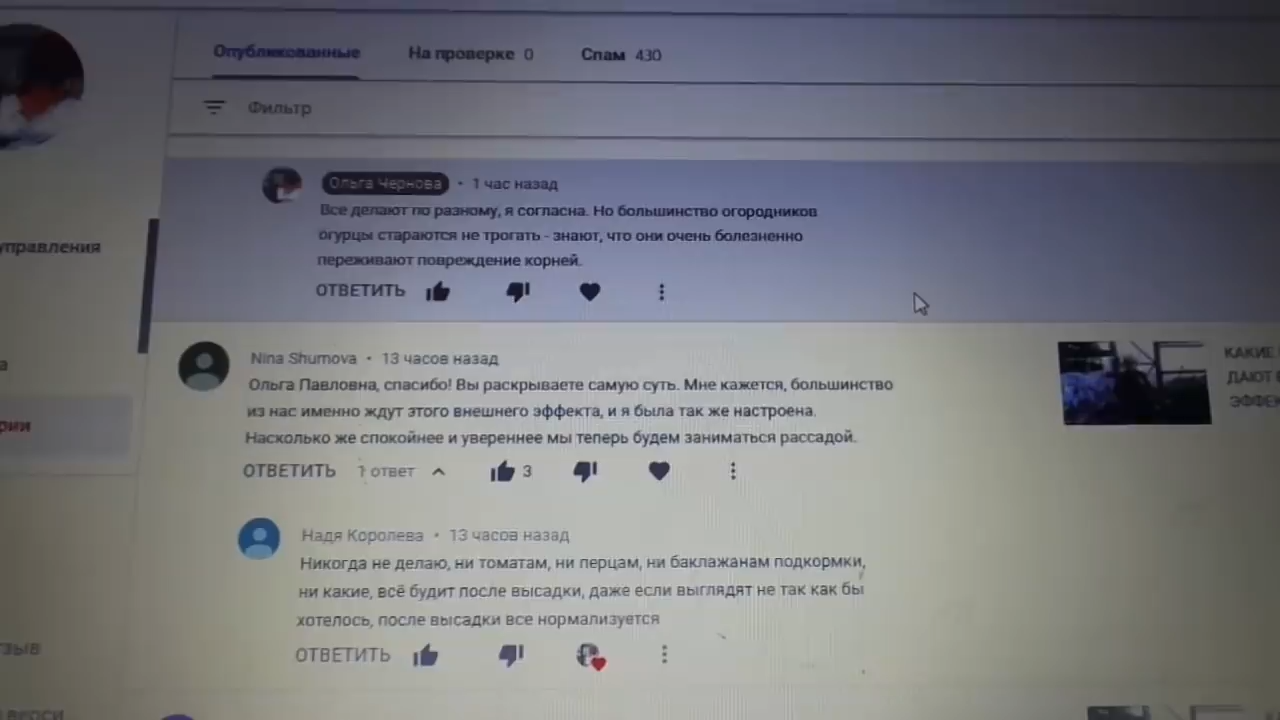 Опубликованные На проверке 0 Спам 430
Фильтр
Ольга Чернова • 1 час назад
Все делают по разному, я согласна. Но большинство огородников
огурцы стараются не трогать - знают, что они очень болезненно
переживают повреждение корней.
ОТВЕТИТЬ
управления
Nina Shumova • 13 часов назад
Ольга Павловна, спасибо! Вы раскрываете самую суть. Мне кажется, большинство
из нас именно ждут этого внешнего эффекта, и я была так же настроена.
Насколько же спокойнее и увереннее мы теперь будем заниматься рассадой.
ОТВЕТИТЬ 1 ответ 3
КАКИЕ
ДАЮТ
ЭФФЕК
рии
Надя Королева • 13 часов назад
Никогда не делаю, ни томатам, ни перцам, ни баклажанам подкормки,
ни какие, всё будит после высадки, даже если выглядят не так как бы
хотелось, после высадки все нормализуется
ОТВЕТИТЬ